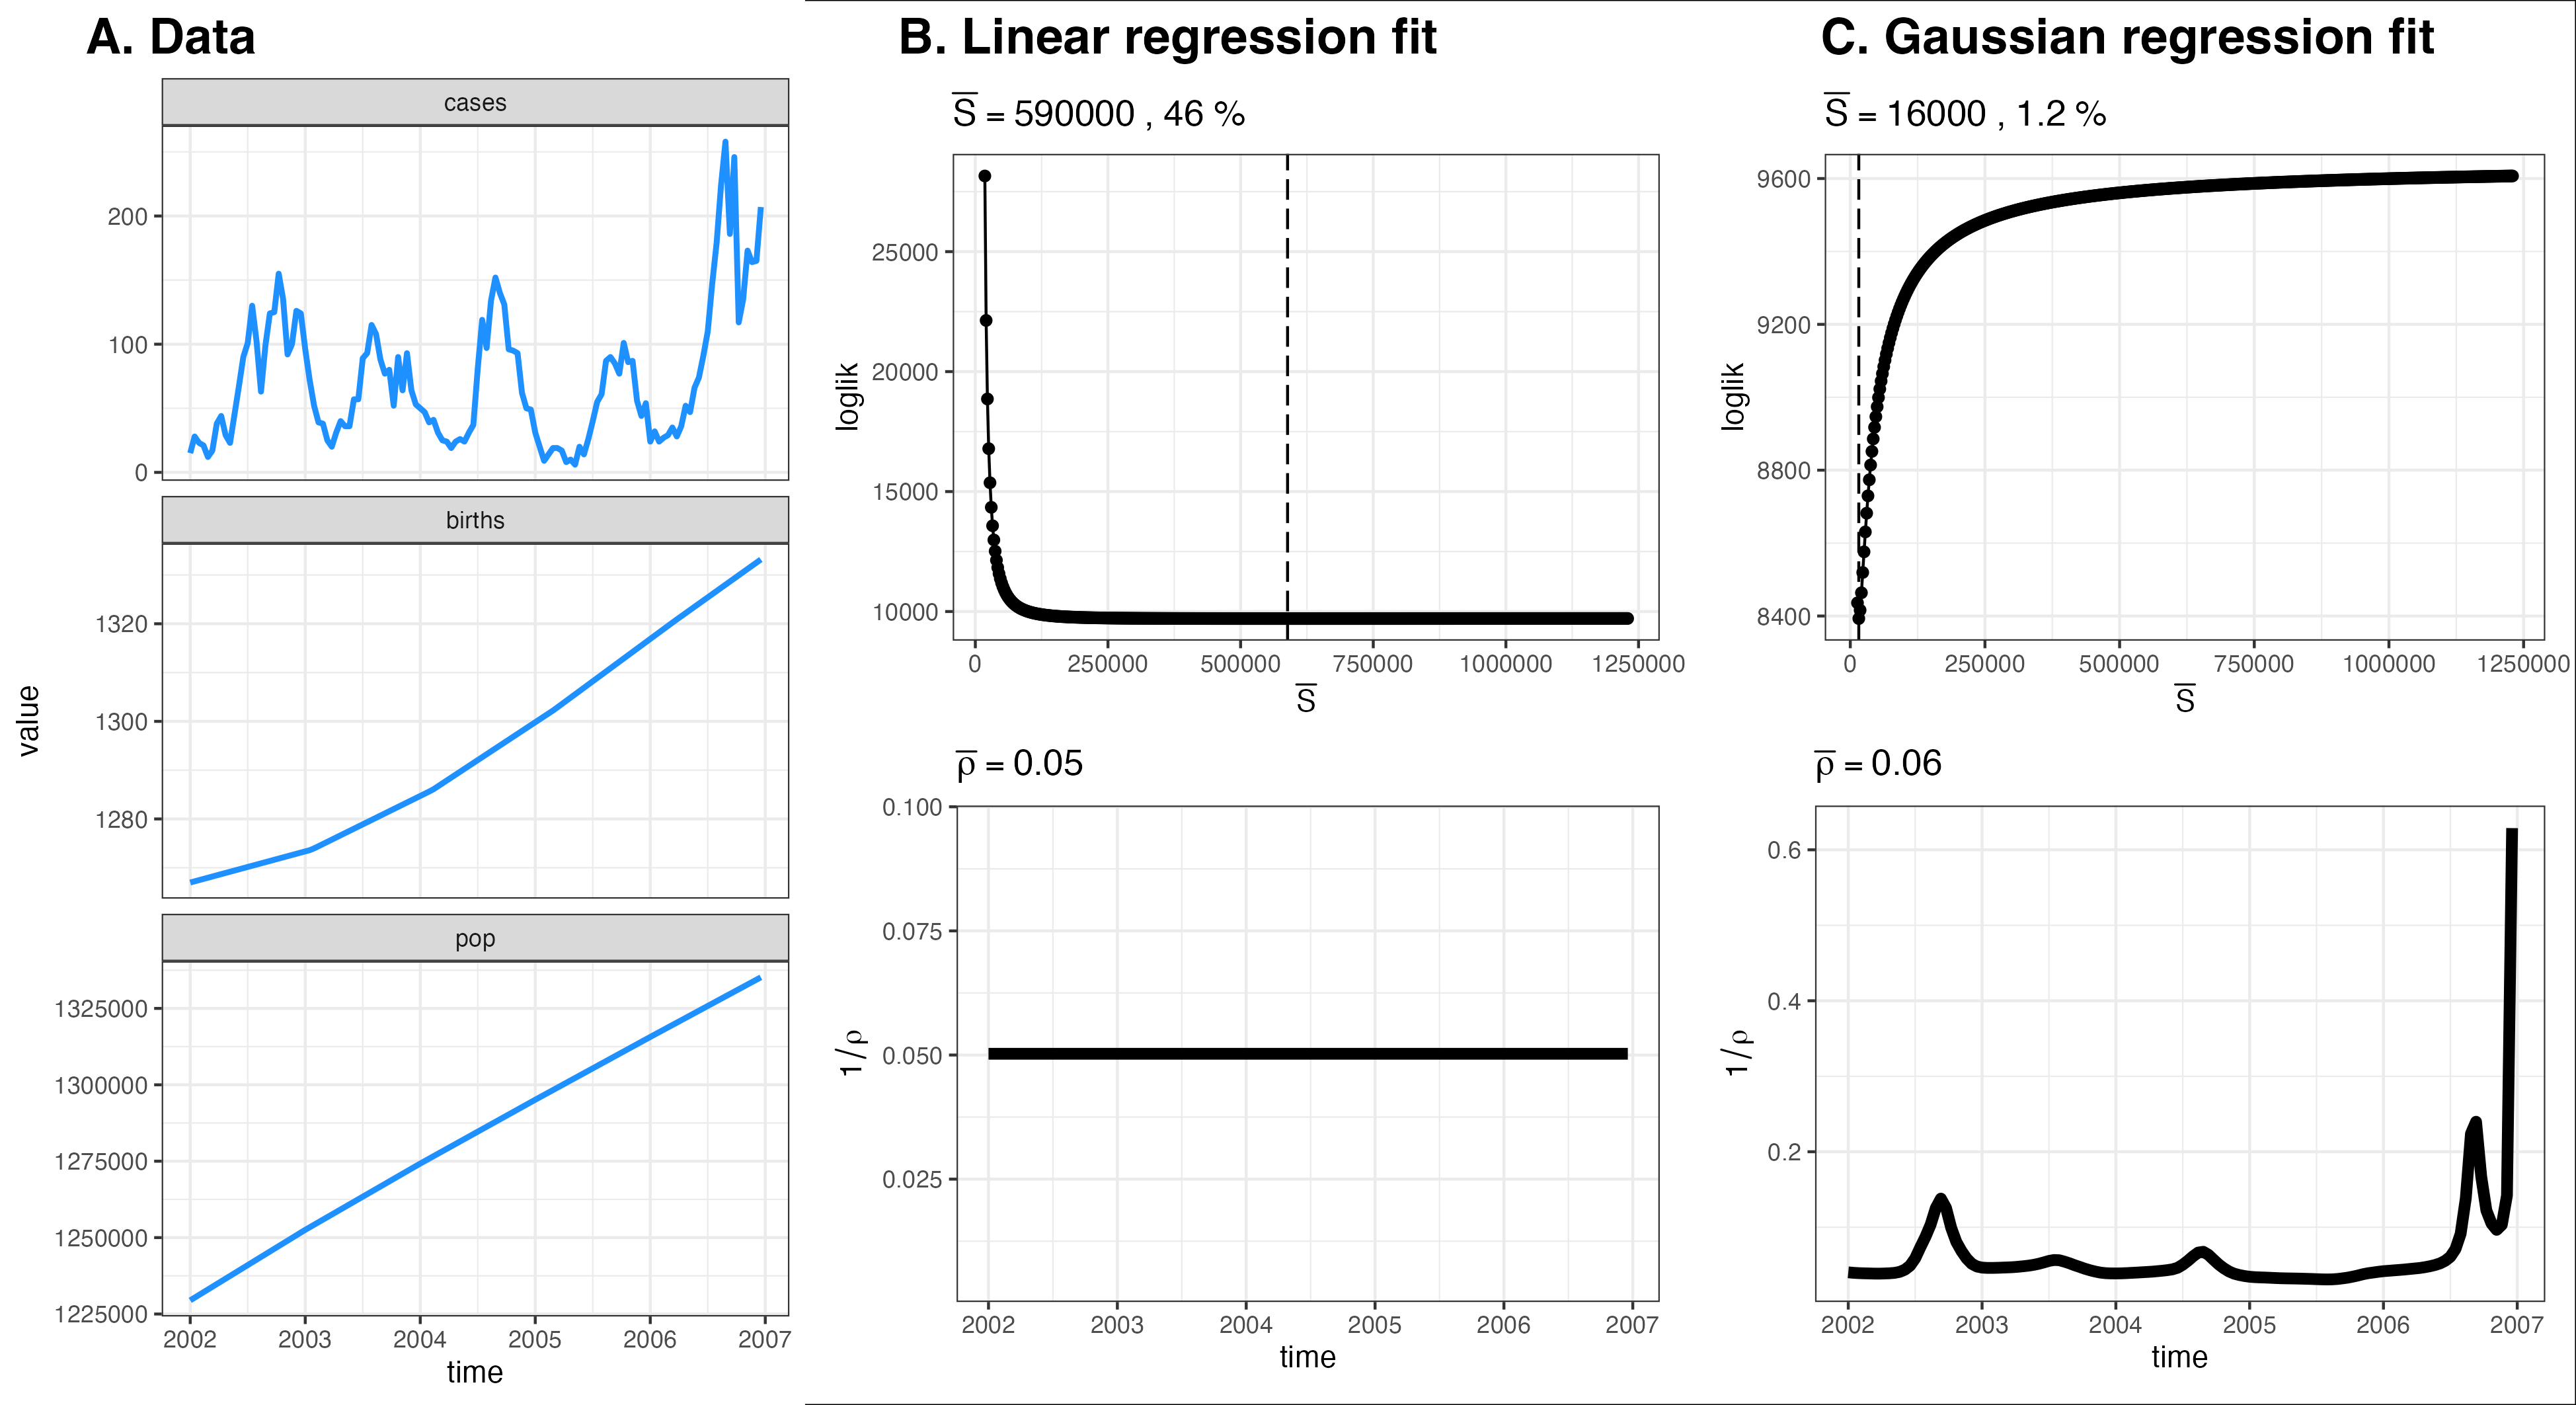 A. Data
cases
200
100
0
births
1320
1300
1280
pop
1325000
1300000
1275000
1250000
1225000
2002 2003 2004 2005 2006 2007
time
value
B. Linear regression fit
S̅ = 590000 , 46 %
25000
20000
15000
10000
loglik
0 250000 500000 750000 1000000 1250000
S̅
ρ̅ = 0.05
0.100
0.075
0.050
0.025
1/ρ
2002 2003 2004 2005 2006 2007
time
C. Gaussian regression fit
S̅ = 16000 , 1.2 %
9600
9200
8800
8400
loglik
0 250000 500000 750000 1000000 1250000
S̅
ρ̅ = 0.06
0.6
0.4
0.2
1/ρ
2002 2003 2004 2005 2006 2007
time